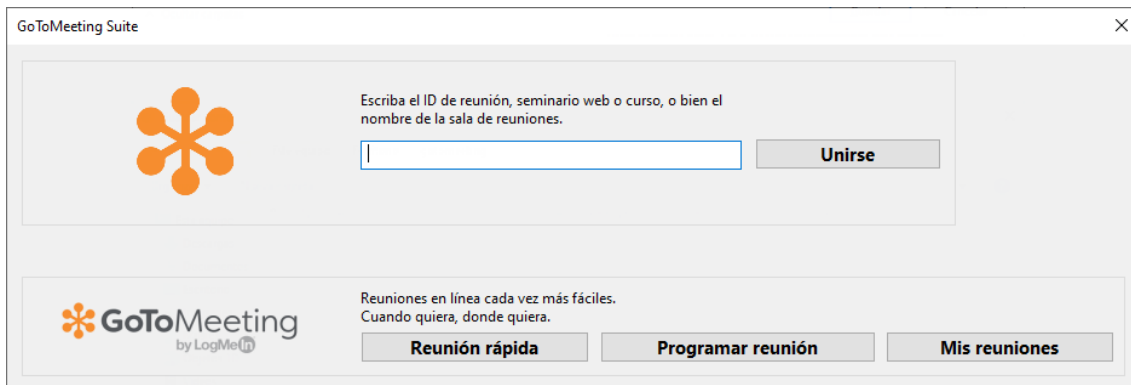 GoToMeeting Suite
Escriba el ID de reunión, seminario web o curso, o bien el
nombre de la sala de reuniones.
Unirse
GoToMeeting
by LogMeIn
Reuniones en línea cada vez más fáciles.
Cuando quiera, donde quiera.
Reunión rápida
Programar reunión
Mis reuniones